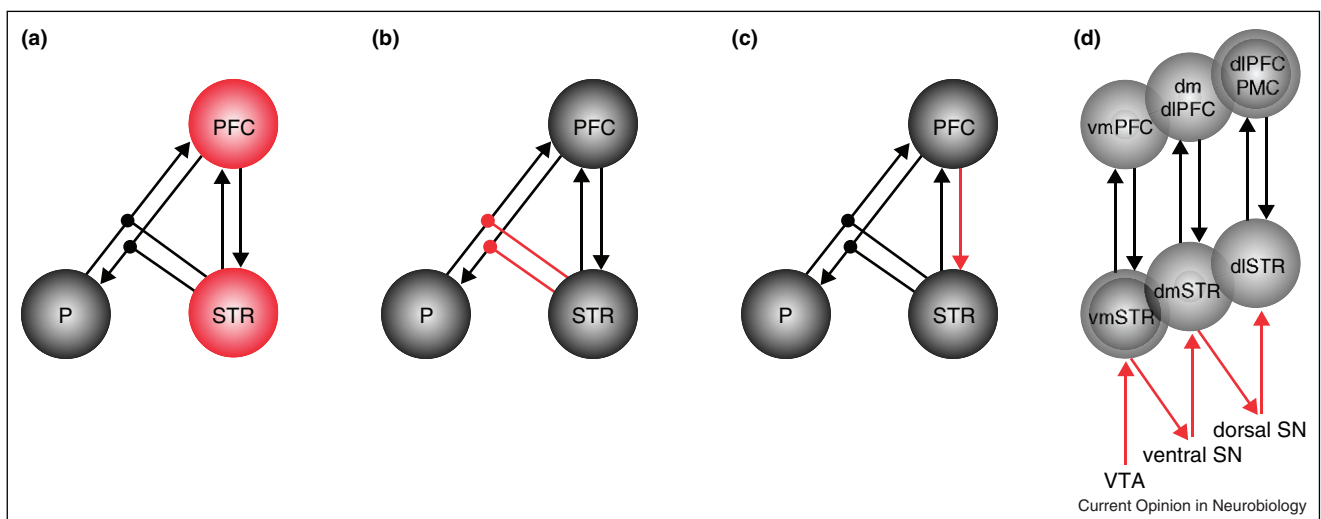 (a)
PFC
P
STR
(b)
PFC
P
STR
(c)
PFC
P
STR
(d)
vmPFC
dm
dlPFC
dlPFC
PMC
vmSTR
dmSTR
dlSTR
VTA
ventral SN
dorsal SN
Current Opinion in Neurobiology